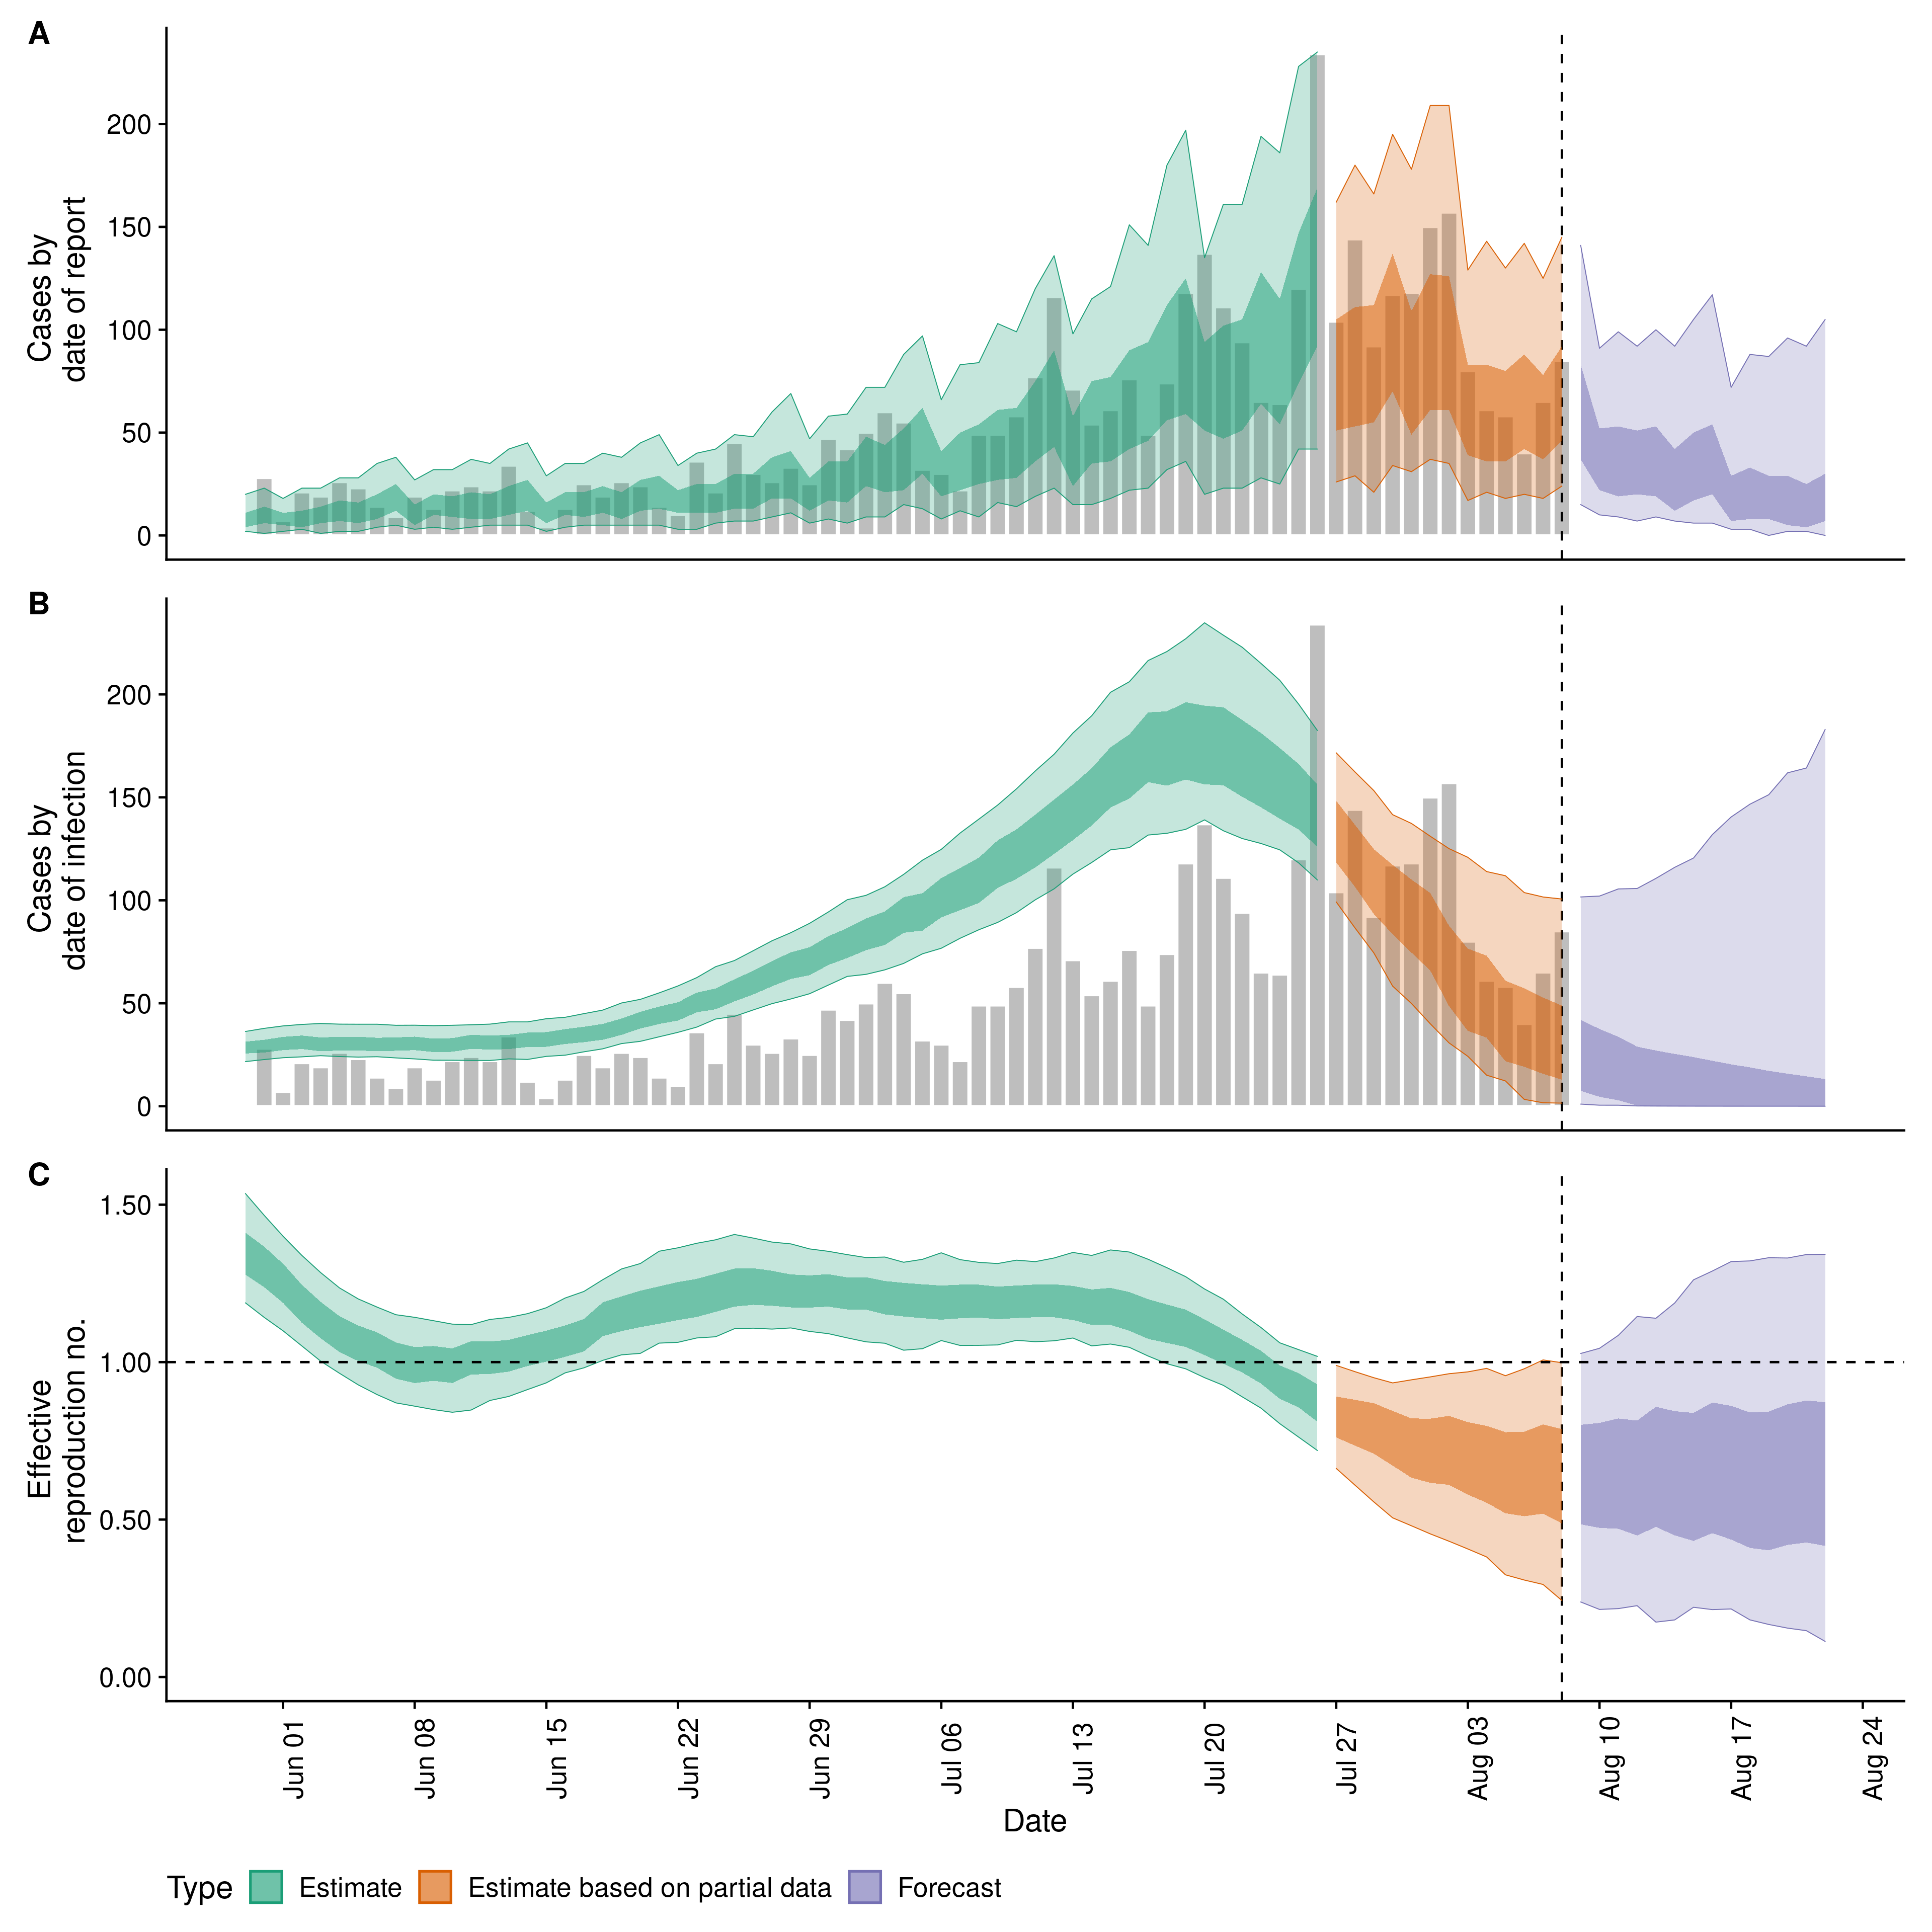 A
Cases by
date of report
200
150
100
50
0
B
Cases by
date of infection
200
150
100
50
0
C
Effective
reproduction no.
1.50
1.00
0.50
0.00
Jun 01
Jun 08
Jun 15
Jun 22
Jun 29
Jul 06
Jul 13
Jul 20
Jul 27
Aug 03
Aug 10
Aug 17
Aug 24
Date
Type Estimate Estimate based on partial data Forecast